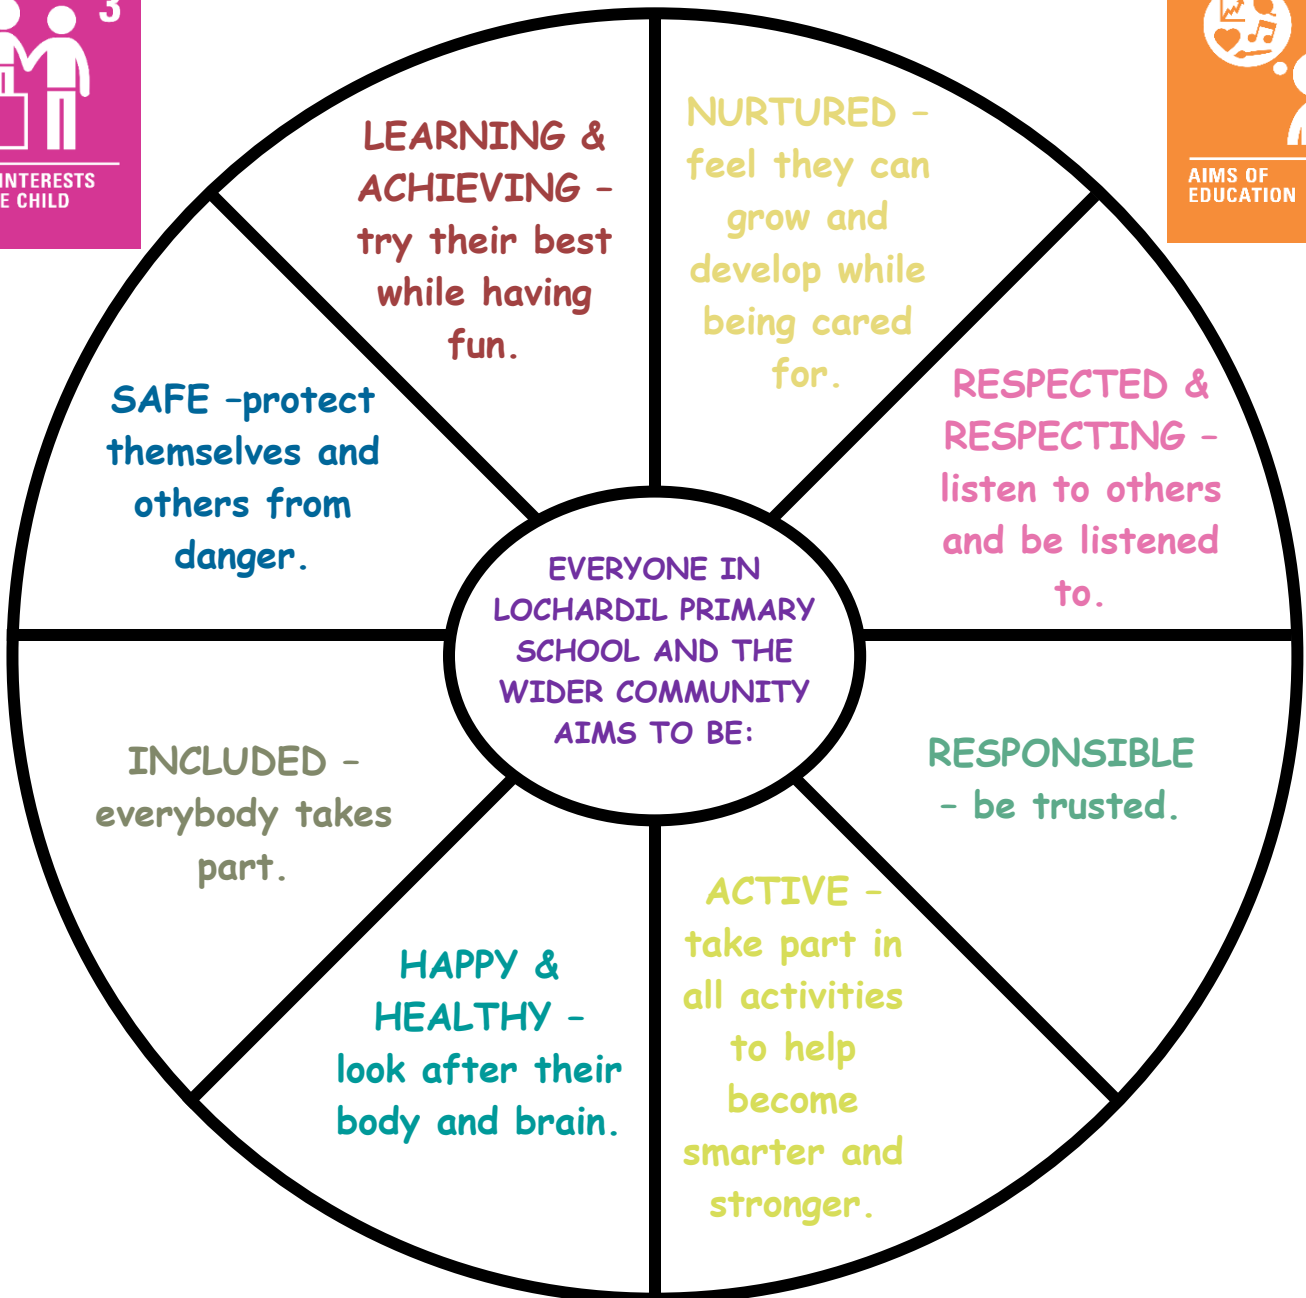 3
INTERESTS
E CHILD
AIMS OF
EDUCATION
LEARNING &
ACHIEVING –
try their best
while having
fun.
NURTURED –
feel they can
grow and
develop while
being cared
for.
RESPECTED &
RESPECTING –
listen to others
and be listened
to.
SAFE –protect
themselves and
others from
danger.
EVERYONE IN
LOCHARDIL PRIMARY
SCHOOL AND THE
WIDER COMMUNITY
AIMS TO BE:
RESPONSIBLE
– be trusted.
INCLUDED –
everybody takes
part.
ACTIVE –
take part in
all activities
to help
become
smarter and
stronger.
HAPPY &
HEALTHY –
look after their
body and brain.